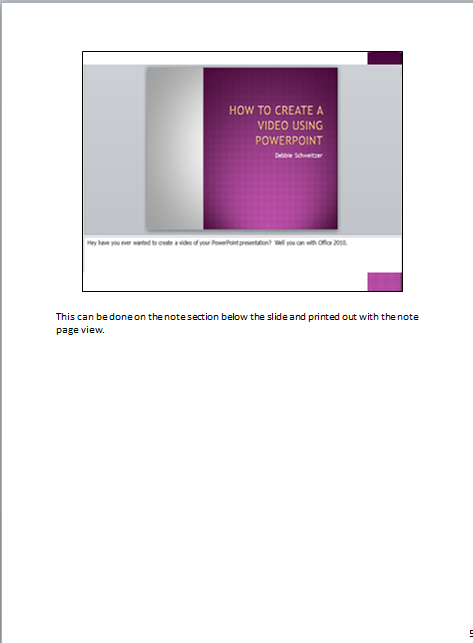 HOW TO CREATE A
VIDEO USING
POWERPOINT
Debbie Schweitzer
Hey have you ever wanted to create a video of your PowerPoint presentation? Well you can with Office 2010.
This can be done on the note section below the slide and printed out with the note
page view.
5